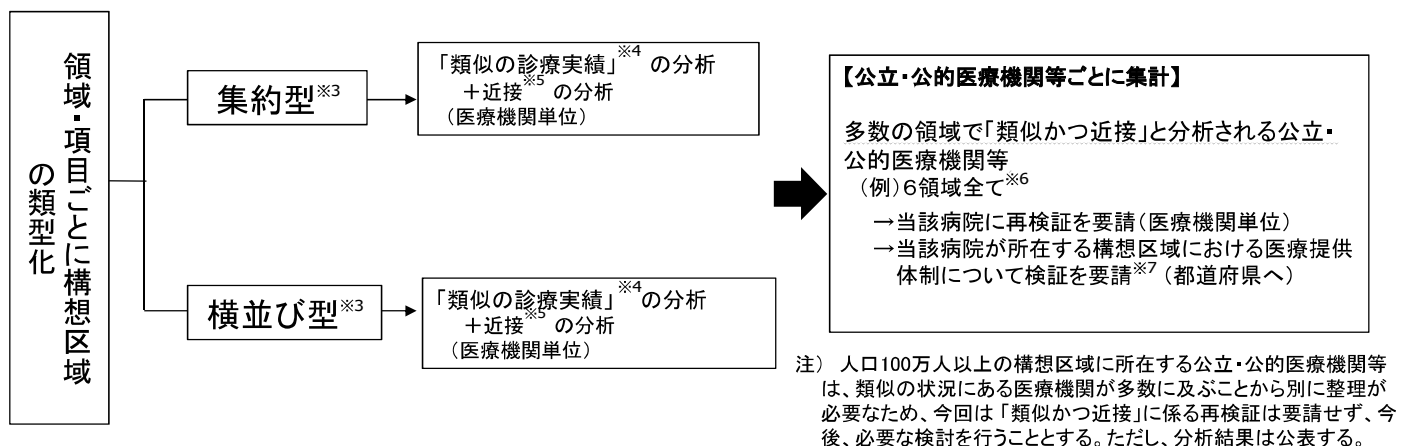 領域・項目ごとに構想区域
の類型化
集約型※3
「類似の診療実績」※4 の分析
＋近接※5 の分析
（医療機関単位）
横並び型※3
「類似の診療実績」※4の分析
＋近接※5 の分析
（医療機関単位）
【公立・公的医療機関等ごとに集計】
多数の領域で「類似かつ近接」と分析される公立・
公的医療機関等
（例）６領域全て※6
→当該病院に再検証を要請（医療機関単位）
→当該病院が所在する構想区域における医療提供
体制について検証を要請※7（都道府県へ）
注） 人口100万人以上の構想区域に所在する公立・公的医療機関等
は、類似の状況にある医療機関が多数に及ぶことから別に整理が
必要なため、今回は「類似かつ近接」に係る再検証は要請せず、今
後、必要な検討を行うこととする。ただし、分析結果は公表する。